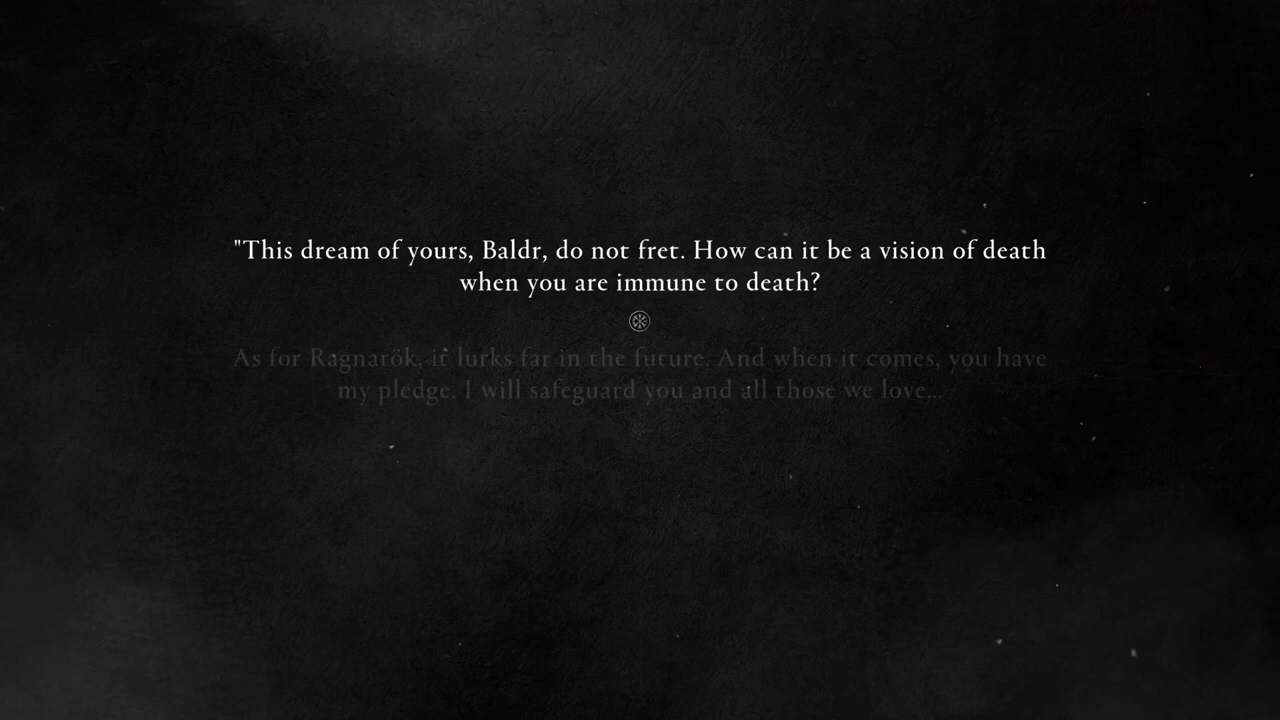 "This dream of yours, Baldr, do not fret. How can it be a vision of death
when you are immune to death?
As for Ragnarök, it lurks far in the future. And when it comes, you have
my pledge. I will safeguard you and all those we love...